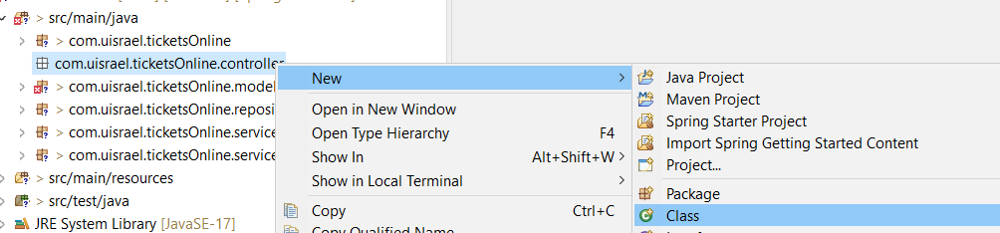 > src/main/java
> com.uisrael.ticketsOnline
com.uisrael.ticketsOnline.controller
> com.uisrael.ticketsOnline.model
> com.uisrael.ticketsOnline.reposi
> com.uisrael.ticketsOnline.service
> com.uisrael.ticketsOnline.service
> src/main/resources
> src/test/java
JRE System Library [JavaSE-17]
New
Open in New Window
Open Type Hierarchy F4
Show In Alt+Shift+W
Show in Local Terminal
Copy Ctrl+C
Copy Qualified Name
Java Project
Maven Project
Spring Starter Project
Import Spring Getting Started Content
Project...
Package
Class